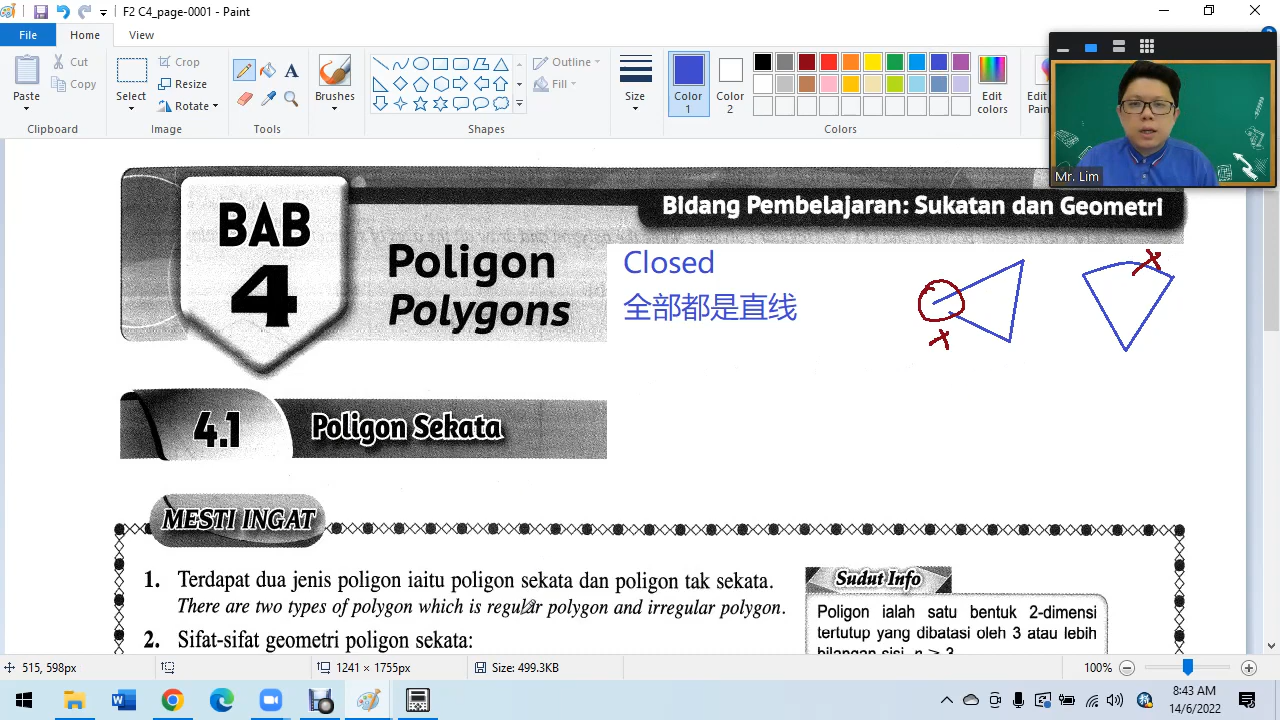 F2 C4_page-0001 - Paint
File
Home
View
Paste
Cut
Copy
Clipboard
Select
Crop
Resize
Rotate
Image
A
Tools
Brushes
Shapes
Outline
Fill
Size
Color
1
Color
2
Edit
colors
Colors
Edit
Pain
Mr. Lim
BAB
4
Bidang Pembelajaran: Sukatan dan Geometri
Poligon
Polygons
Closed
全部都是直线
4.1
Poligon Sekata
MESTI INGAT
1. Terdapat dua jenis poligon iaitu poligon sekata dan poligon tak sekata.
There are two types of polygon which is regular polygon and irregular polygon.
2. Sifat-sifat geometri poligon sekata:
Sudut Info
Poligon ialah satu bentuk 2-dimensi
tertutup yang dibatasi oleh 3 atau lebih
bilangan sisi, n ≥ 3
515, 598px
1241 × 1755px
Size: 499.3KB
100%
8:43 AM
14/6/2022